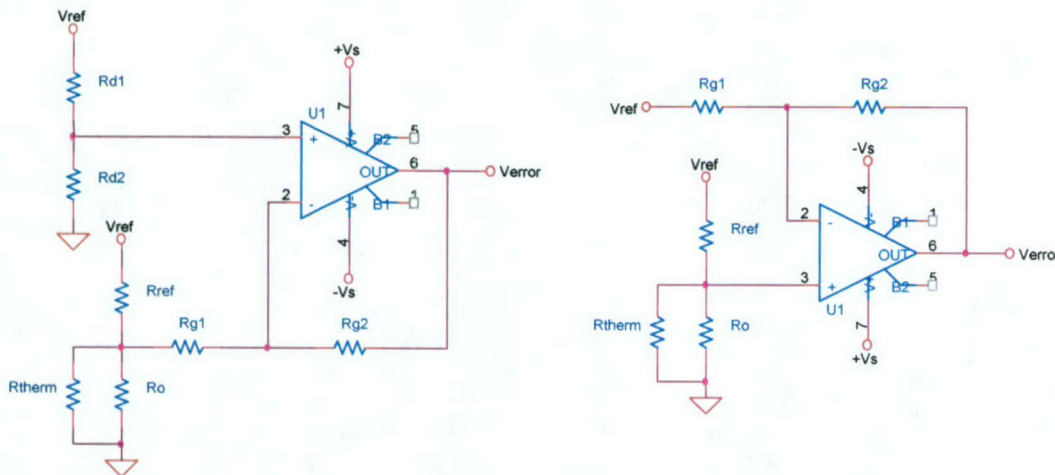 Vref
Rd1
+Vs
7
U1
3
+
V+
B2
5
OUT
6
Verror
Rd2
2
-
V-
B1
1
4
-Vs
Vref
Rref
Rg1
Rg2
Rtherm
Ro
Rg1
Rg2
Vref
-Vs
Vref
4
Rref
2
-
V-
B1
1
OUT
6
Verro
3
+
V+
B2
5
U1
Rtherm
Ro
7
+Vs